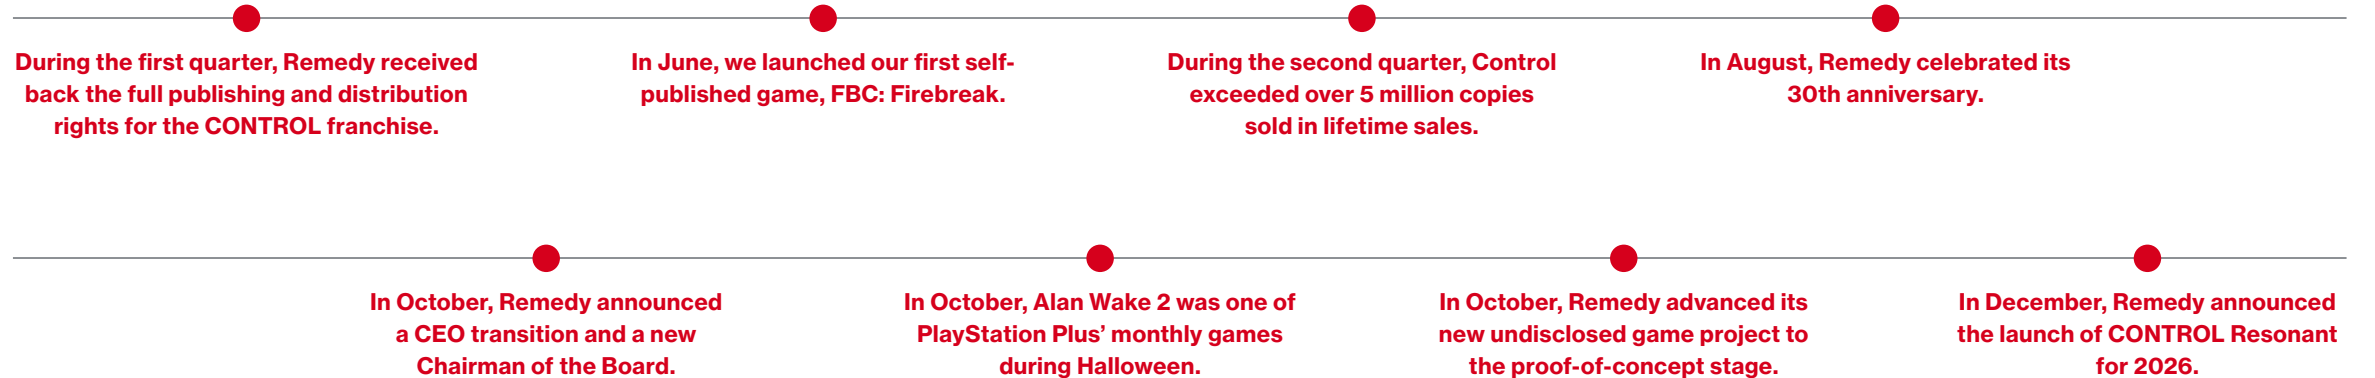 During the first quarter, Remedy received
back the full publishing and distribution
rights for the CONTROL franchise.
In June, we launched our first self-
published game, FBC: Firebreak.
During the second quarter, Control
exceeded over 5 million copies
sold in lifetime sales.
In August, Remedy celebrated its
30th anniversary.
In October, Remedy announced
a CEO transition and a new
Chairman of the Board.
In October, Alan Wake 2 was one of
PlayStation Plus’ monthly games
during Halloween.
In October, Remedy advanced its
new undisclosed game project to
the proof-of-concept stage.
In December, Remedy announced
the launch of CONTROL Resonant
for 2026.